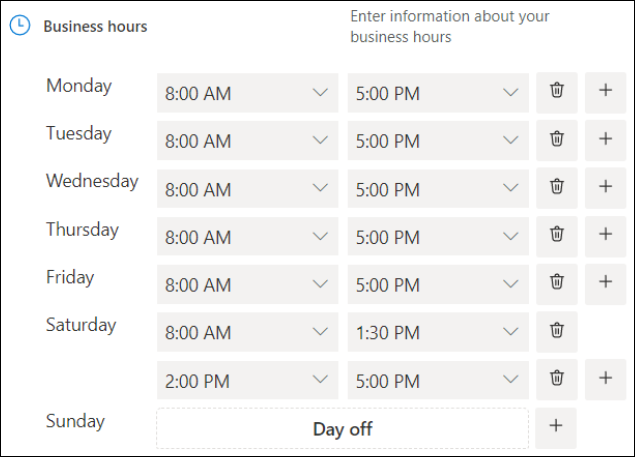 Business hours
Enter information about your
business hours
Monday 8:00 AM 5:00 PM
Tuesday 8:00 AM 5:00 PM
Wednesday 8:00 AM 5:00 PM
Thursday 8:00 AM 5:00 PM
Friday 8:00 AM 5:00 PM
Saturday 8:00 AM 1:30 PM
2:00 PM 5:00 PM
Sunday Day off